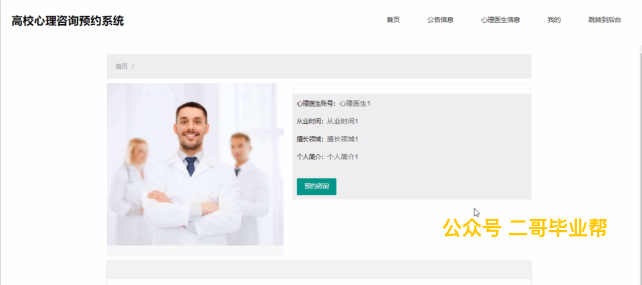 高校心理咨询预约系统
首页 公告信息 心理医生信息 我的 跳转到后台
首页 /
心理医生账号：心理医生1
从业时间：从业时间1
擅长领域：擅长领域1
个人简介：个人简介1
预约咨询
公众号 二哥毕业帮